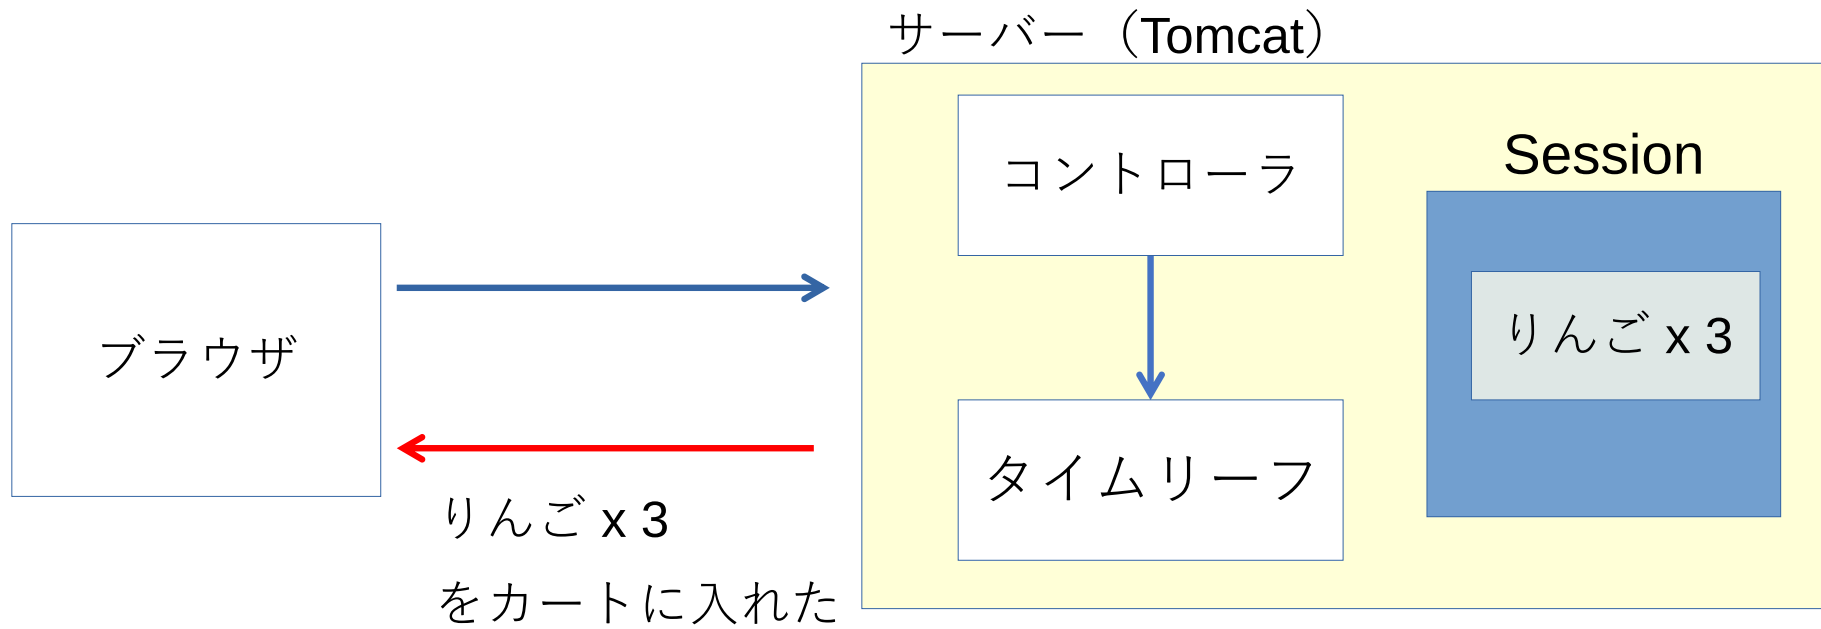 サーバー（Tomcat）
コントローラ
Session
ブラウザ
りんご x 3
タイムリーフ
りんご x 3
をカートに入れた